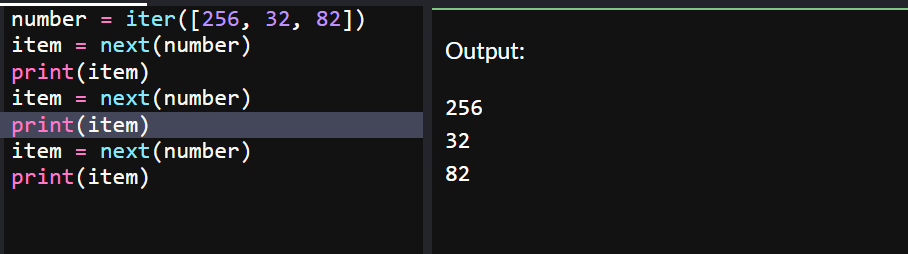 number = iter([256, 32, 82])
item = next(number)
print(item)
item = next(number)
print(item)
item = next(number)
print(item)
Output:
256
32
82